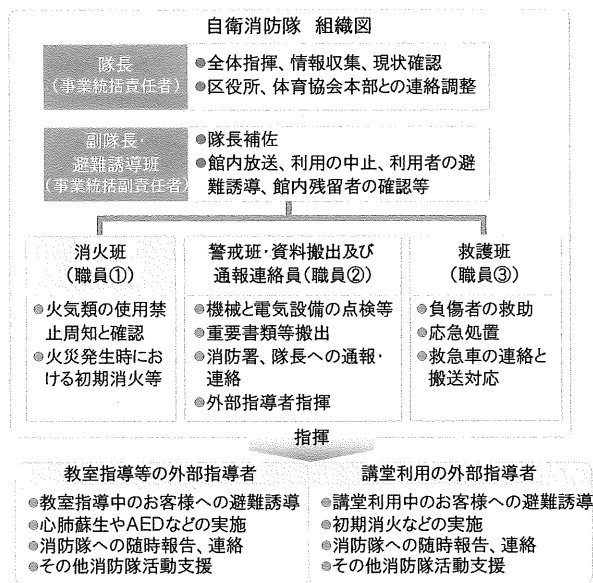 自衛消防隊 組織図
隊長
(事業統括責任者)
●全体指揮、情報収集、現状確認
●区役所、体育協会本部との連絡調整
副隊長・
避難誘導班
(事業統括副責任者)
●隊長補佐
●館内放送、利用の中止、利用者の避
難誘導、館内残留者の確認等
消火班
(職員①)
●火気類の使用禁
止周知と確認
●火災発生時にお
ける初期消火等
警戒班・資料搬出及び
通報連絡員(職員②)
●機械と電気設備の点検等
●重要書類等搬出
●消防署、隊長への通報・
連絡
●外部指導者指揮
救護班
(職員③)
●負傷者の救助
●応急処置
●救急車の連絡と
搬送対応
指揮
教室指導等の外部指導者
●教室指導中のお客様への避難誘導
●心肺蘇生やAEDなどの実施
●消防隊への随時報告、連絡
●その他消防隊活動支援
講堂利用の外部指導者
●講堂利用中のお客様への避難誘導
●初期消火などの実施
●消防隊への随時報告、連絡
●その他消防隊活動支援